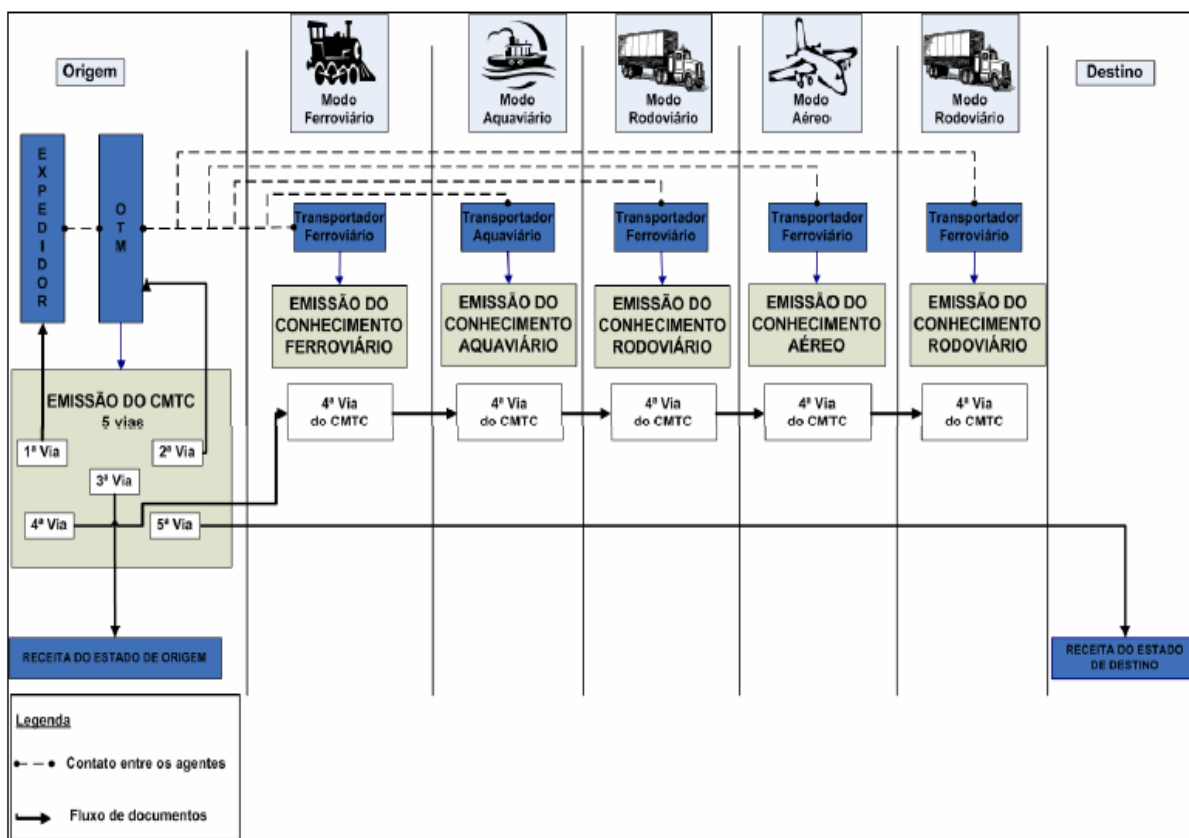 Origem
Modo
Ferroviário
Modo
Aquaviário
Modo
Rodoviário
Modo
Aéreo
Modo
Rodoviário
Destino
EXPEDIDOR
OTM
Transportador
Ferroviário
Transportador
Aquaviário
Transportador
Ferroviário
Transportador
Ferroviário
Transportador
Ferroviário
EMISSÃO DO
CONHECIMENTO
FERROVIÁRIO
EMISSÃO DO
CONHECIMENTO
AQUAVIÁRIO
EMISSÃO DO
CONHECIMENTO
RODOVIÁRIO
EMISSÃO DO
CONHECIMENTO
AÉREO
EMISSÃO DO
CONHECIMENTO
RODOVIÁRIO
EMISSÃO DO CMTC
5 vias
1ª Via
2ª Via
3ª Via
4ª Via
5ª Via
4ª Via
do CMTC
4ª Via
do CMTC
4ª Via
do CMTC
4ª Via
do CMTC
4ª Via
do CMTC
RECEITA DO ESTADO DE ORIGEM
RECEITA DO ESTADO
DE DESTINO
Legenda
Contato entre os agentes
Fluxo de documentos